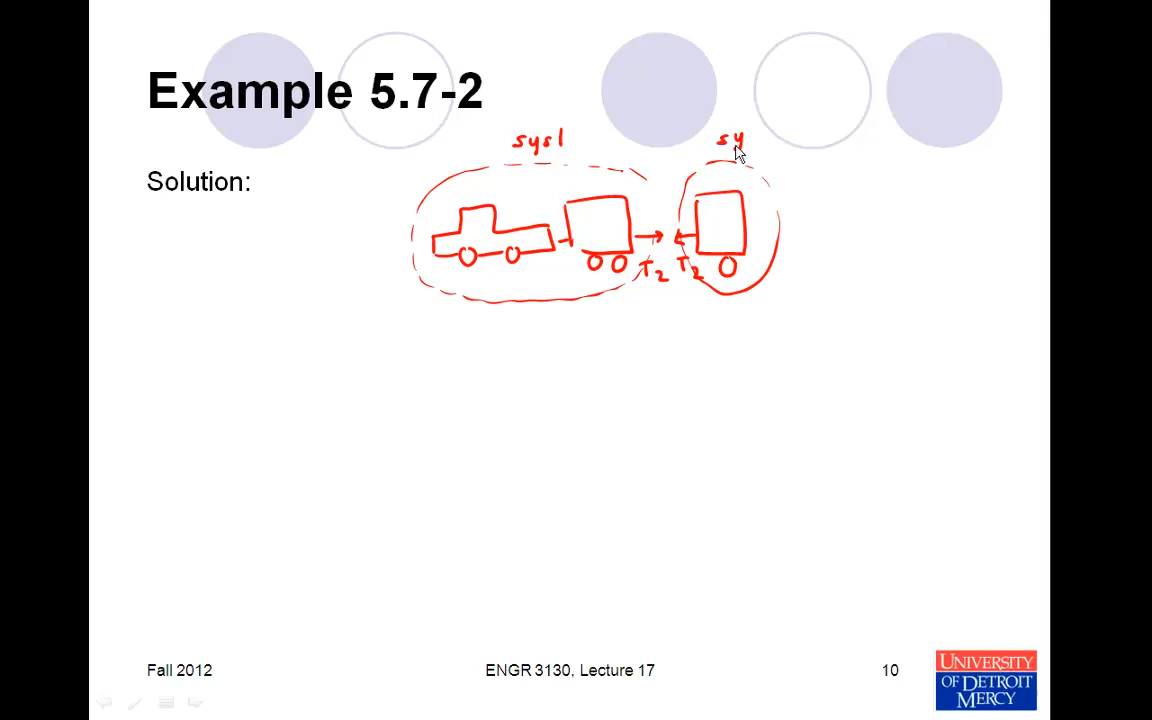 Example 5.7-2
sys1
sy
Solution:
T2 T2
Fall 2012
ENGR 3130, Lecture 17
10
UNIVERSITY
OF DETROIT
MERCY